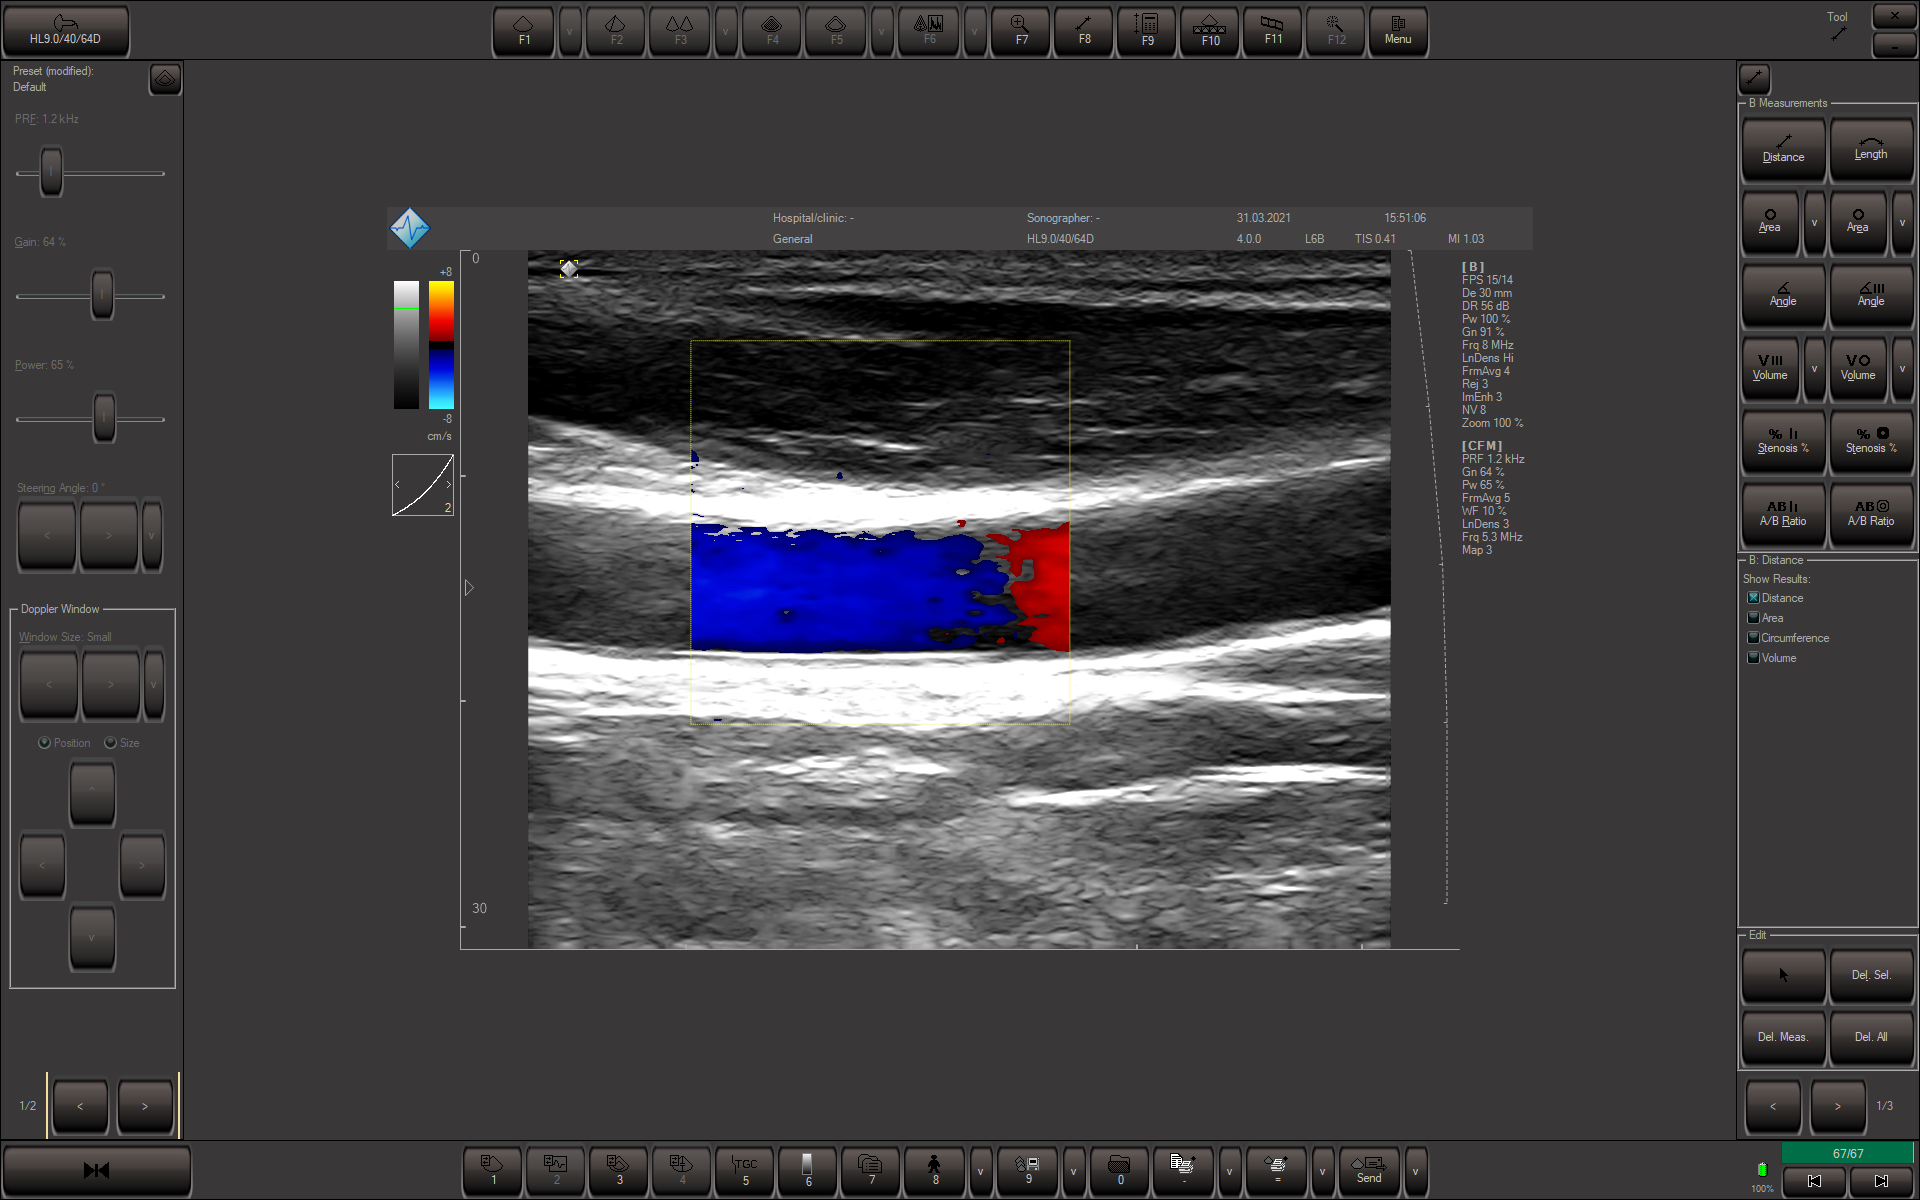 HL9.0/40/64D
F1
v
F2
F3
v
F4
F5
v
F6
v
F7
F8
F9
F10
F11
F12
Menu
Tool
Preset (modified):
Default
PRF: 1.2 kHz
Gain: 64 %
Power: 65 %
Steering Angle: 0 °
< > v
Doppler Window
Window Size: Small
< > v
Position Size
^
< >
v
1/2 < >
Hospital/clinic: - Sonographer: - 31.03.2021 15:51:06
General HL9.0/40/64D 4.0.0 L6B TIS 0.41 MI 1.03
0
+8
-8
cm/s
< >
2
30
[B]
FPS 15/14
De 30 mm
DR 56 dB
Pw 100 %
Gn 91 %
Frq 8 MHz
LnDens Hi
FrmAvg 4
Rej 3
ImEnh 3
NV 8
Zoom 100 %
[CFM]
PRF 1.2 kHz
Gn 64 %
Pw 65 %
FrmAvg 5
WF 10 %
LnDens 3
Frq 5.3 MHz
Map 3
B Measurements
Distance Length
Area v Area v
Angle Angle
V V
Volume v Volume v
% %
Stenosis % Stenosis %
AB AB
A/B Ratio A/B Ratio
B: Distance
Show Results:
Distance
Area
Circumference
Volume
Edit
Del. Sel.
Del. Meas. Del. All
< > 1/3
1
2
3
4
TGC
5
6
7
8
v
9
v
0
-
v
=
v
Send
v
67/67
100%